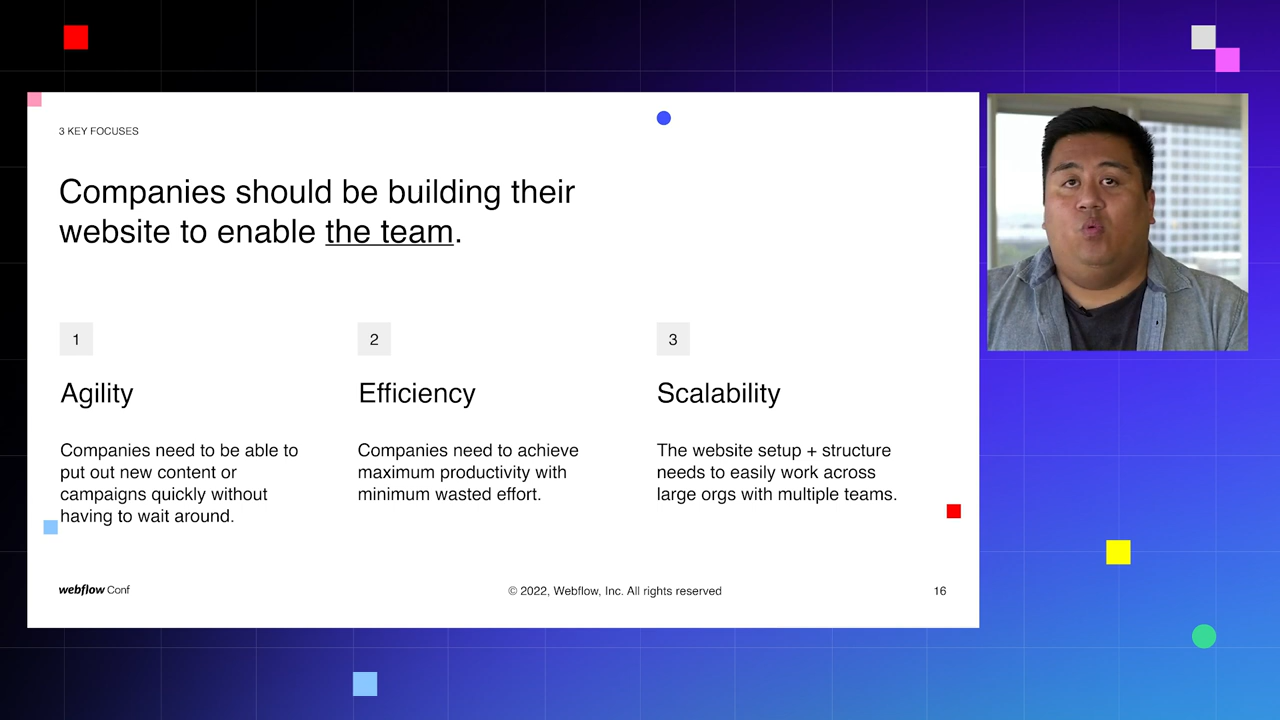 3 KEY FOCUSES
Companies should be building their
website to enable the team.
1
Agility
Companies need to be able to
put out new content or
campaigns quickly without
having to wait around.
2
Efficiency
Companies need to achieve
maximum productivity with
minimum wasted effort.
3
Scalability
The website setup + structure
needs to easily work across
large orgs with multiple teams.
webflow Conf
© 2022, Webflow, Inc. All rights reserved
16